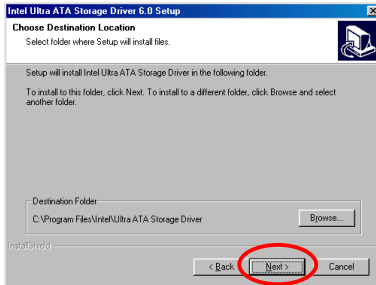 Intel Ultra ATA Storage Driver 6.0 Setup
Choose Destination Location
Select folder where Setup will install files.
Setup will install Intel Ultra ATA Storage Driver in the following folder.
To install to this folder, click Next. To install to a different folder, click Browse and select
another folder.
Destination Folder
C:\Program Files\Intel\Ultra ATA Storage Driver
Browse...
InstallShield
< Back
Next >
Cancel